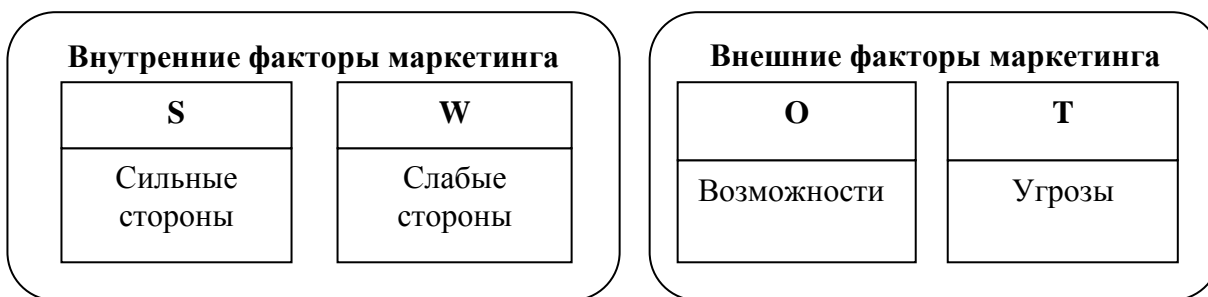 Внутренние факторы маркетинга
S
W
Сильные
стороны
Слабые
стороны
Внешние факторы маркетинга
O
T
Возможности
Угрозы